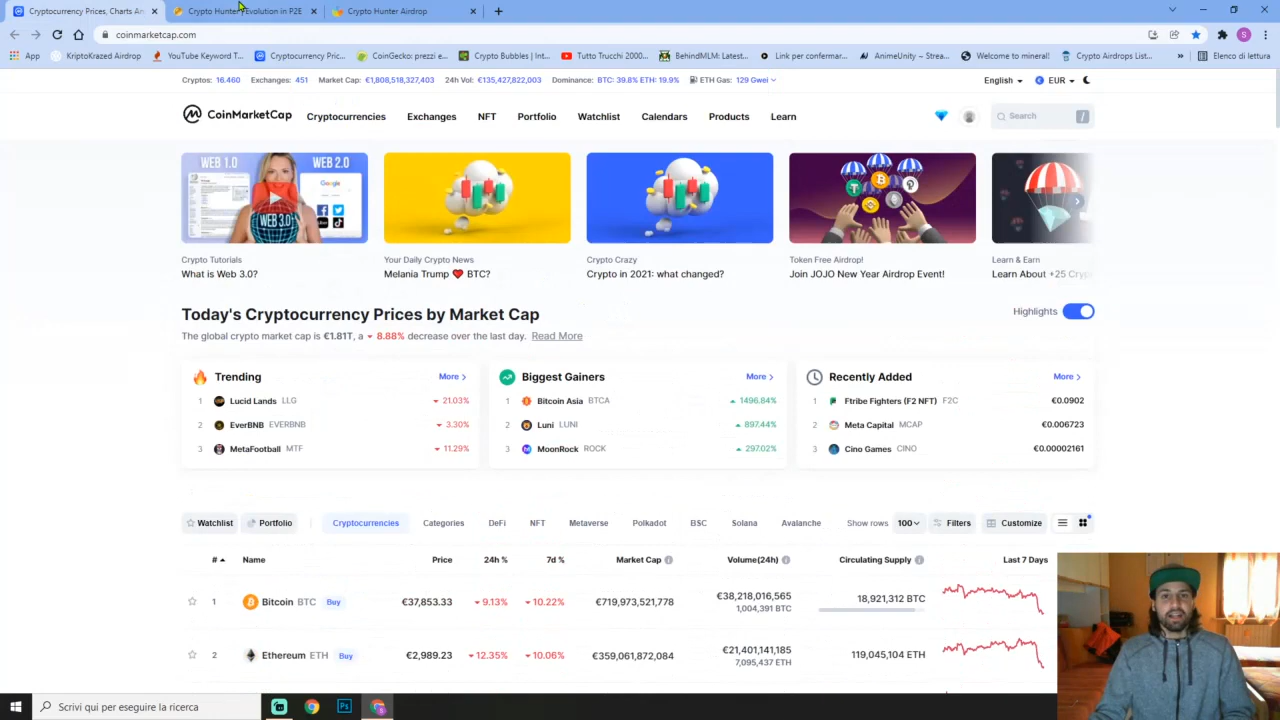 Cryptocurrency Prices, Charts An
Crypto Hunter Evolution in P2E
Crypto Hunter Airdrop
coinmarketcap.com
S
App
KriptoKrazed Airdrop
YouTube Keyword T...
Cryptocurrency Pric...
CoinGecko: prezzi e...
Crypto Bubbles | Int...
Tutto Trucchi 2000...
BehindMLM: Latest...
Link per confermar...
AnimeUnity ~ Strea...
Welcome to mineral!
Crypto Airdrops List...
Elenco di lettura
Cryptos: 16.460
Exchanges: 451
Market Cap: €1,808,518,327,403
24h Vol: €135,427,822,003
Dominance: BTC: 39.8% ETH: 19.9%
ETH Gas: 129 Gwei
English
EUR
CoinMarketCap
Cryptocurrencies
Exchanges
NFT
Portfolio
Watchlist
Calendars
Products
Learn
Search
/
WEB 1.0
WEB 2.0
Google
WEB 3.0
Crypto Tutorials
What is Web 3.0?
Your Daily Crypto News
Melania Trump ❤️ BTC?
Crypto Crazy
Crypto in 2021: what changed?
Token Free Airdrop!
Join JOJO New Year Airdrop Event!
Learn & Earn
Learn About +25 Cryp
Today's Cryptocurrency Prices by Market Cap
Highlights
The global crypto market cap is €1.81T, a 8.88% decrease over the last day. Read More
Trending
More
1 Lucid Lands LLG 21.03%
2 EverBNB EVERBNB 3.30%
3 MetaFootball MTF 11.29%
Biggest Gainers
More
1 Bitcoin Asia BTCA 1496.84%
2 Luni LUNI 897.44%
3 MoonRock ROCK 297.02%
Recently Added
More
1 Ftribe Fighters (F2 NFT) F2C €0.0902
2 Meta Capital MCAP €0.006723
3 Cino Games CINO €0.00002161
Watchlist
Portfolio
Cryptocurrencies
Categories
DeFi
NFT
Metaverse
Polkadot
BSC
Solana
Avalanche
Show rows
100
Filters
Customize
# Name Price 24h % 7d % Market Cap Volume(24h) Circulating Supply Last 7 Days
1 Bitcoin BTC Buy €37,853.33 9.13% 10.22% €719,973,521,778 €38,218,016,565 18,921,312 BTC
1,004,391 BTC
2 Ethereum ETH Buy €2,989.23 12.35% 10.06% €359,061,872,084 €21,401,141,185 119,045,104 ETH
7,095,437 ETH
Scrivi qui per eseguire la ricerca
Ps